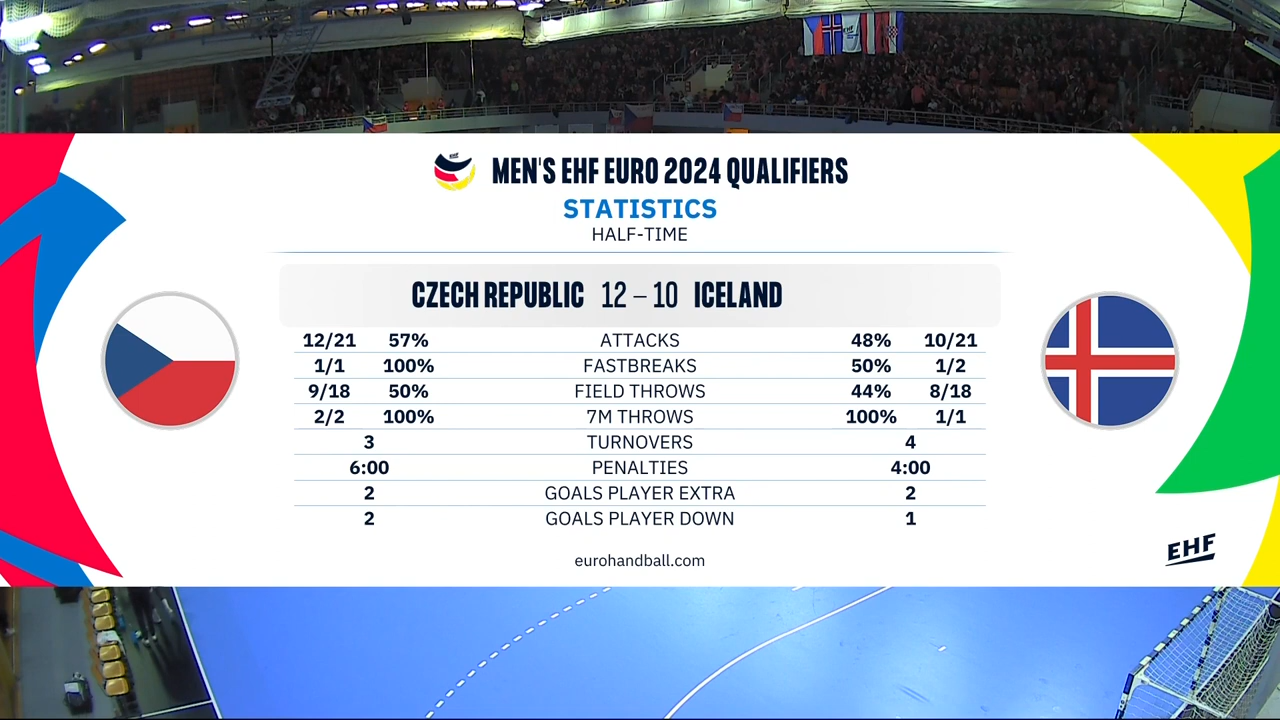 MEN'S EHF EURO 2024 QUALIFIERS
STATISTICS
HALF-TIME
CZECH REPUBLIC 12 – 10 ICELAND
12/21 57% ATTACKS 48% 10/21
1/1 100% FASTBREAKS 50% 1/2
9/18 50% FIELD THROWS 44% 8/18
2/2 100% 7M THROWS 100% 1/1
3 TURNOVERS 4
6:00 PENALTIES 4:00
2 GOALS PLAYER EXTRA 2
2 GOALS PLAYER DOWN 1
eurohandball.com
EHF